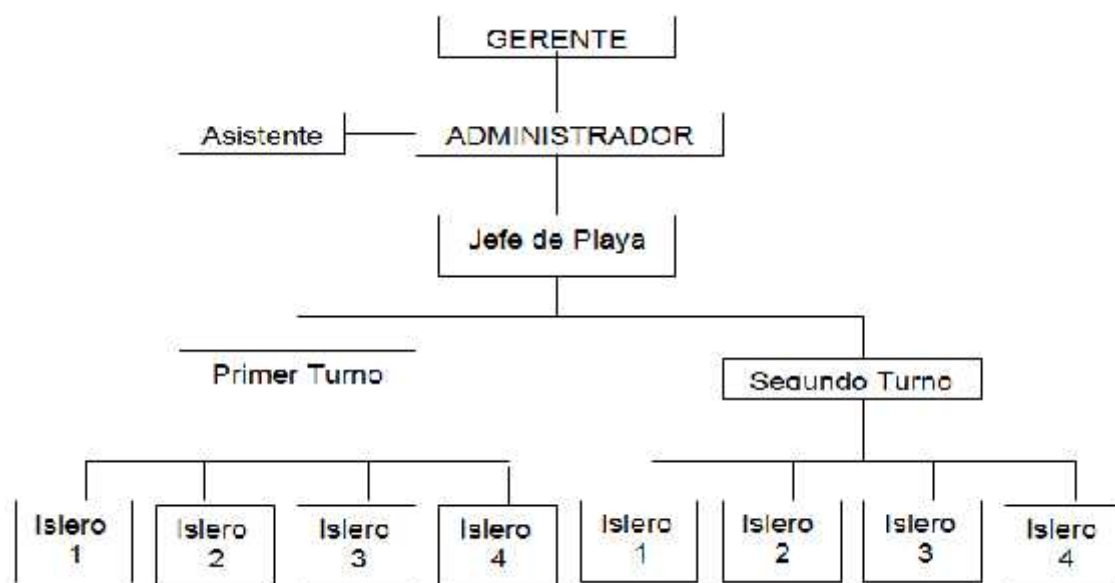 GERENTE
Asistente
ADMINISTRADOR
Jefe de Playa
Primer Turno
Segundo Turno
Islero
1
Islero
2
Islero
3
Islero
4
Islero
1
Islero
2
Islero
3
Islero
4